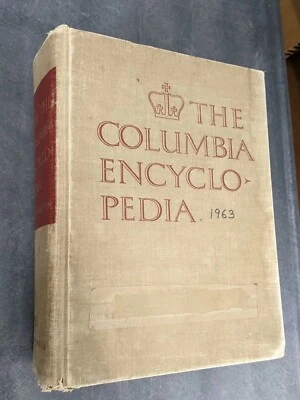 THE
COLUMBIA
ENCYCLO-
PEDIA. 1963